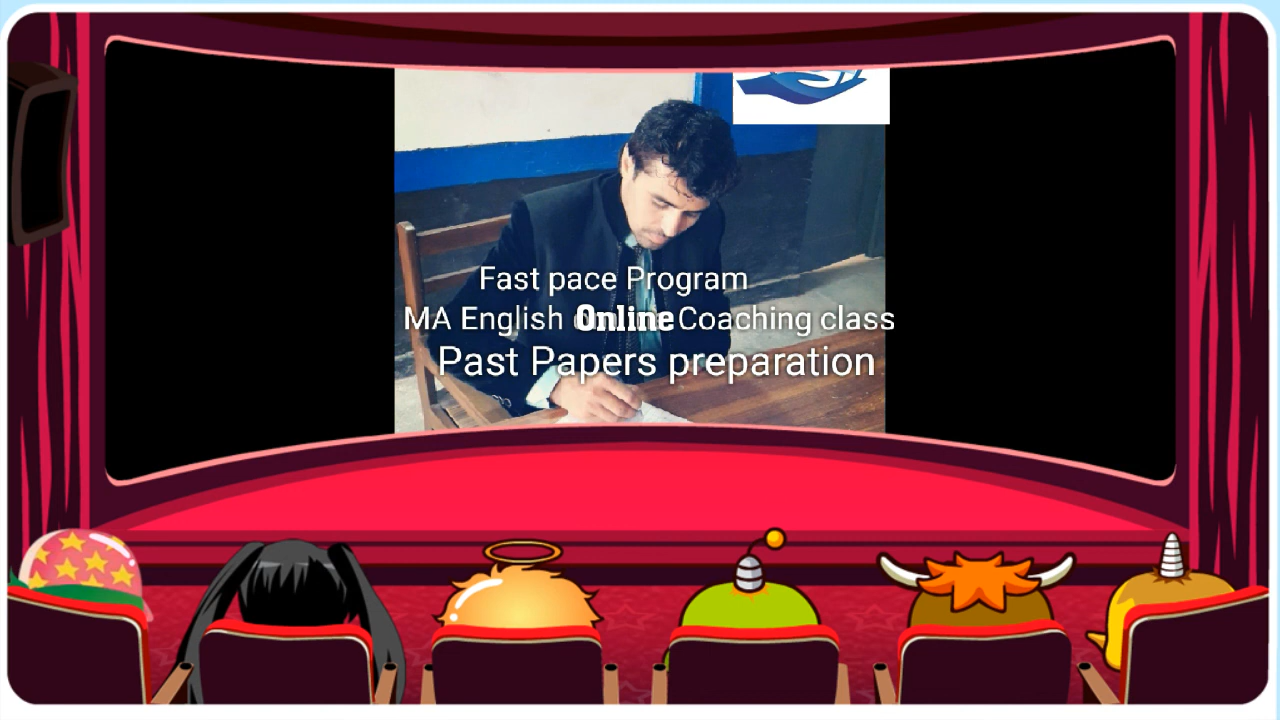 Fast pace Program
MA English Online Coaching class
Past Papers preparation